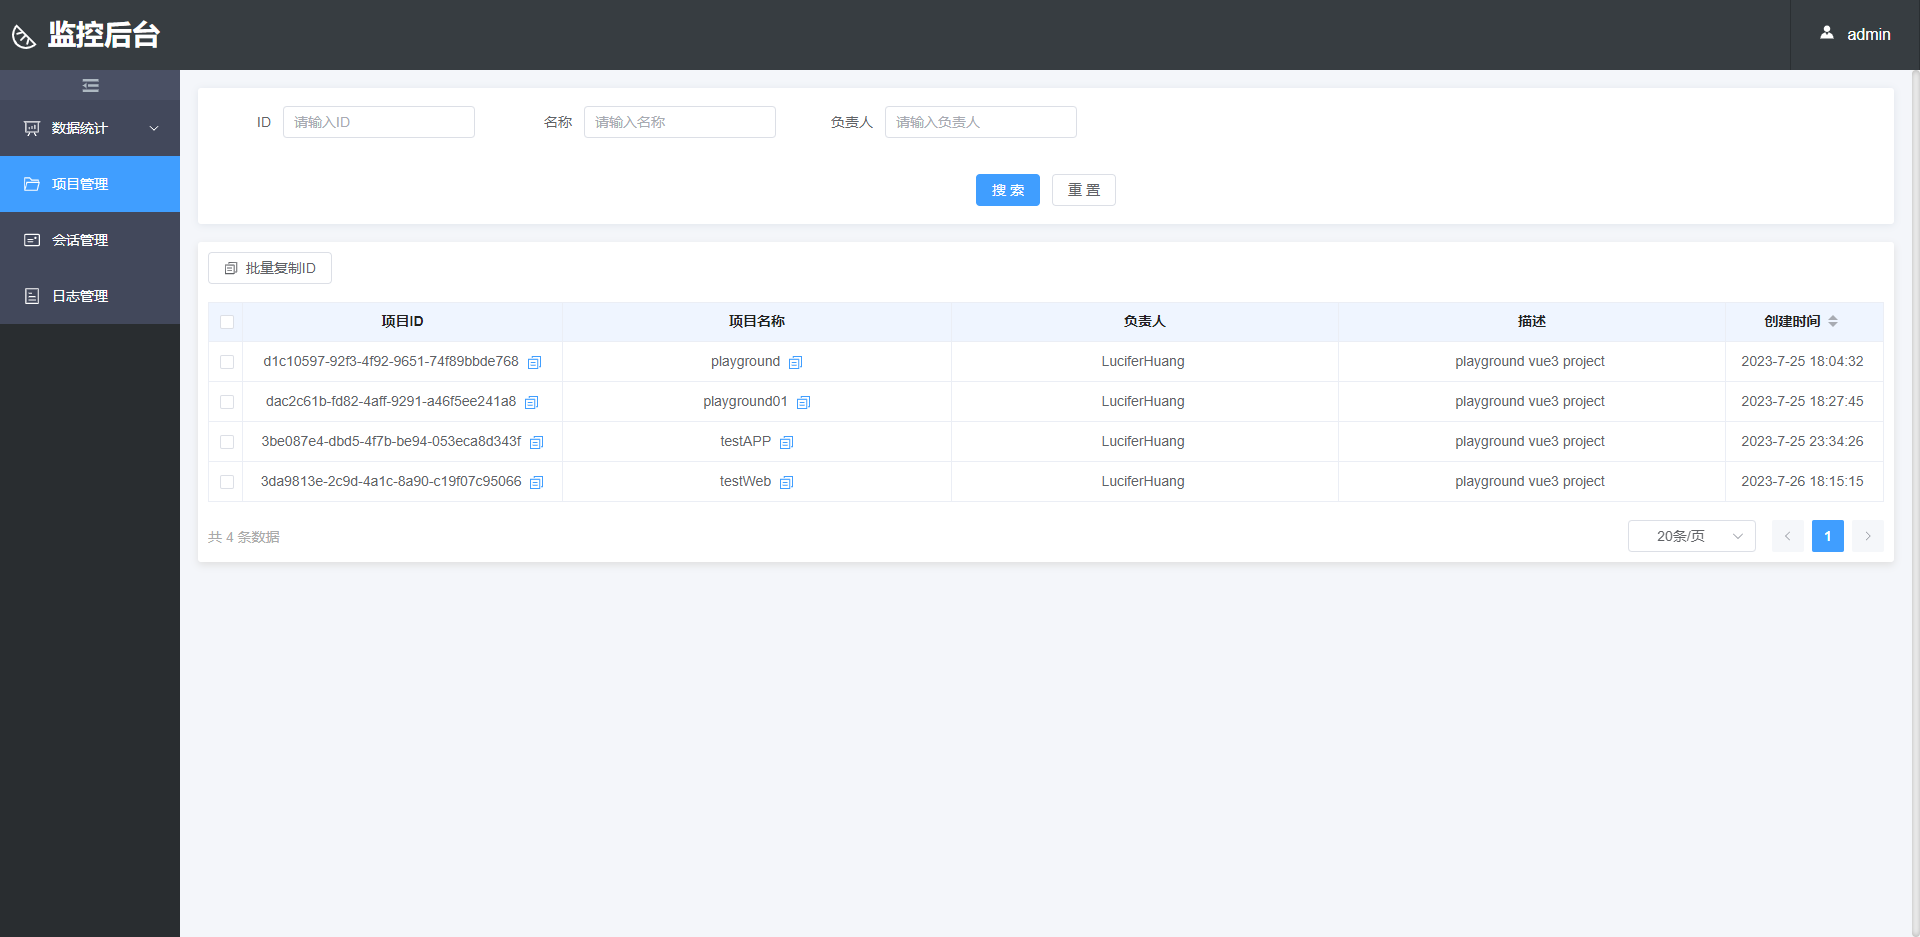 监控后台
admin
数据统计
项目管理
会话管理
日志管理
ID 请输入ID 名称 请输入名称 负责人 请输入负责人
搜 索 重 置
批量复制ID
项目ID 项目名称 负责人 描述 创建时间
d1c10597-92f3-4f92-9651-74f89bbde768 playground LuciferHuang playground vue3 project 2023-7-25 18:04:32
dac2c61b-fd82-4aff-9291-a46f5ee241a8 playground01 LuciferHuang playground vue3 project 2023-7-25 18:27:45
3be087e4-dbd5-4f7b-be94-053eca8d343f testAPP LuciferHuang playground vue3 project 2023-7-25 23:34:26
3da9813e-2c9d-4a1c-8a90-c19f07c95066 testWeb LuciferHuang playground vue3 project 2023-7-26 18:15:15
共 4 条数据 20条/页 1